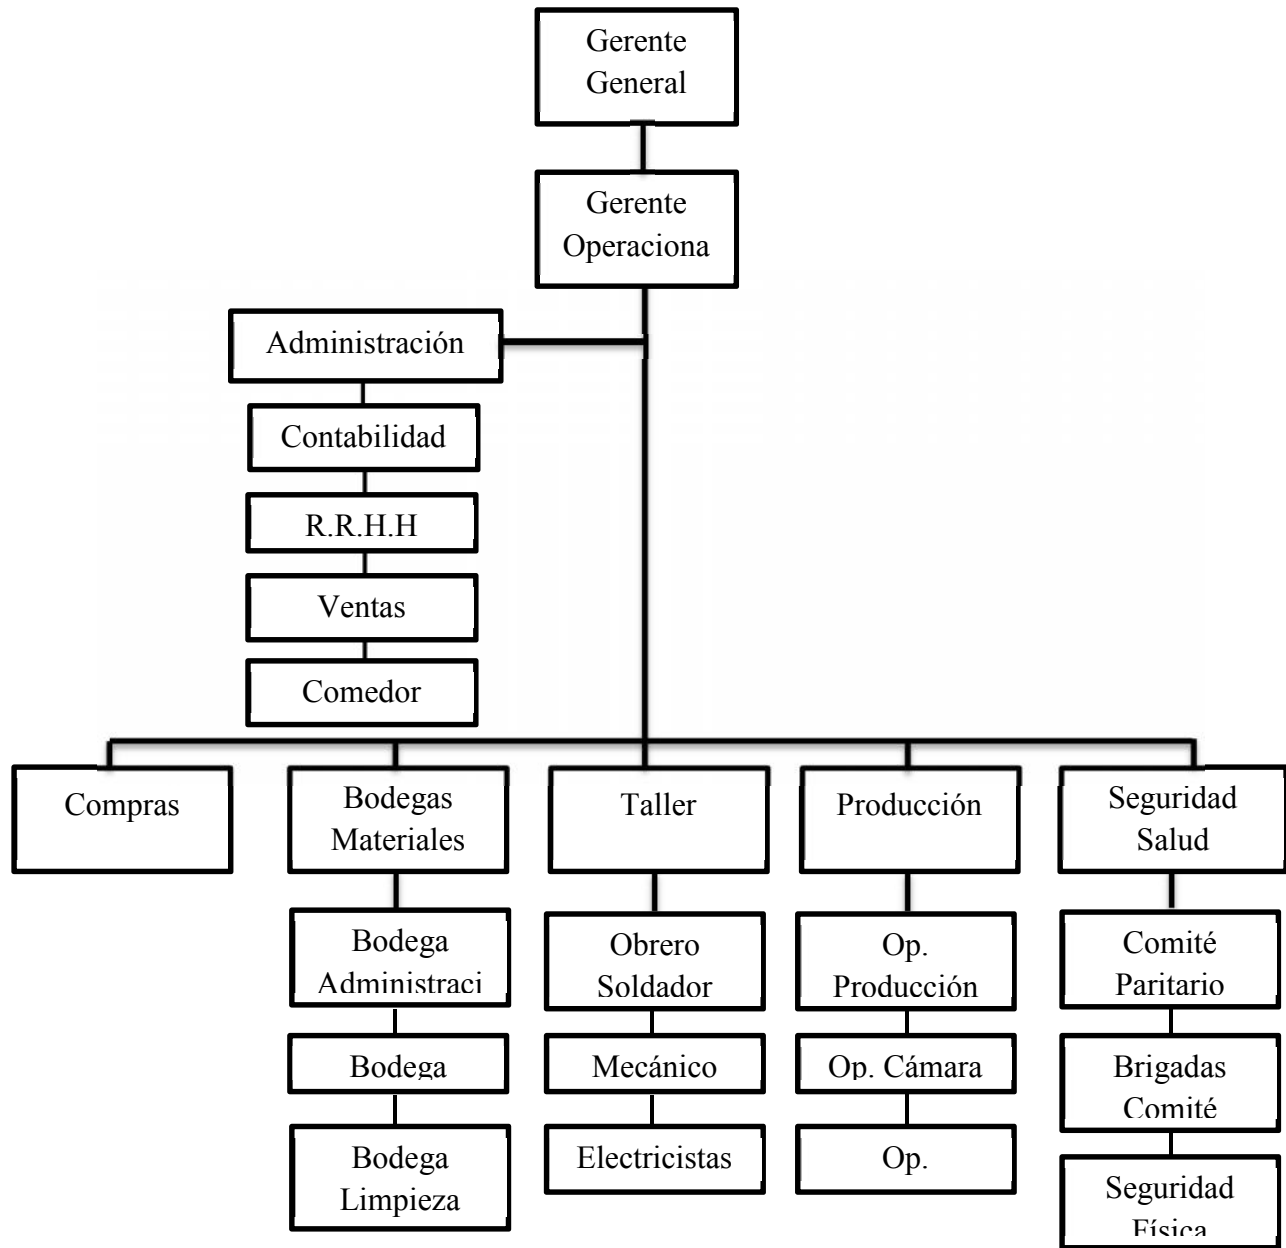 Gerente
General
Gerente
Operaciona
Administración
Contabilidad
R.R.H.H
Ventas
Comedor
Compras
Bodegas
Materiales
Taller
Producción
Seguridad
Salud
Bodega
Administraci
Bodega
Bodega
Limpieza
Obrero
Soldador
Mecánico
Electricistas
Op.
Producción
Op. Cámara
Op.
Comité
Paritario
Brigadas
Comité
Seguridad
Física